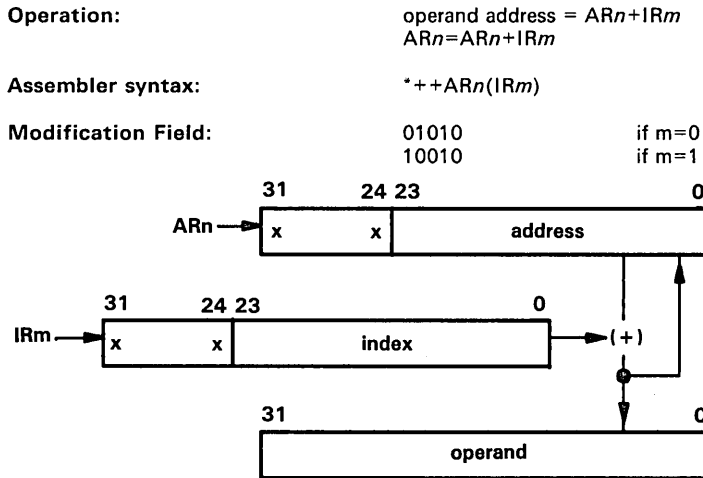 Operation: operand address = ARn+IRm
ARn=ARn+IRm
Assembler syntax: *++ARn(IRm)
Modification Field: 01010 if m=0
10010 if m=1
31 24 23 0
ARn x x address
31 24 23 0
IRm x x index (+)
31 0
operand